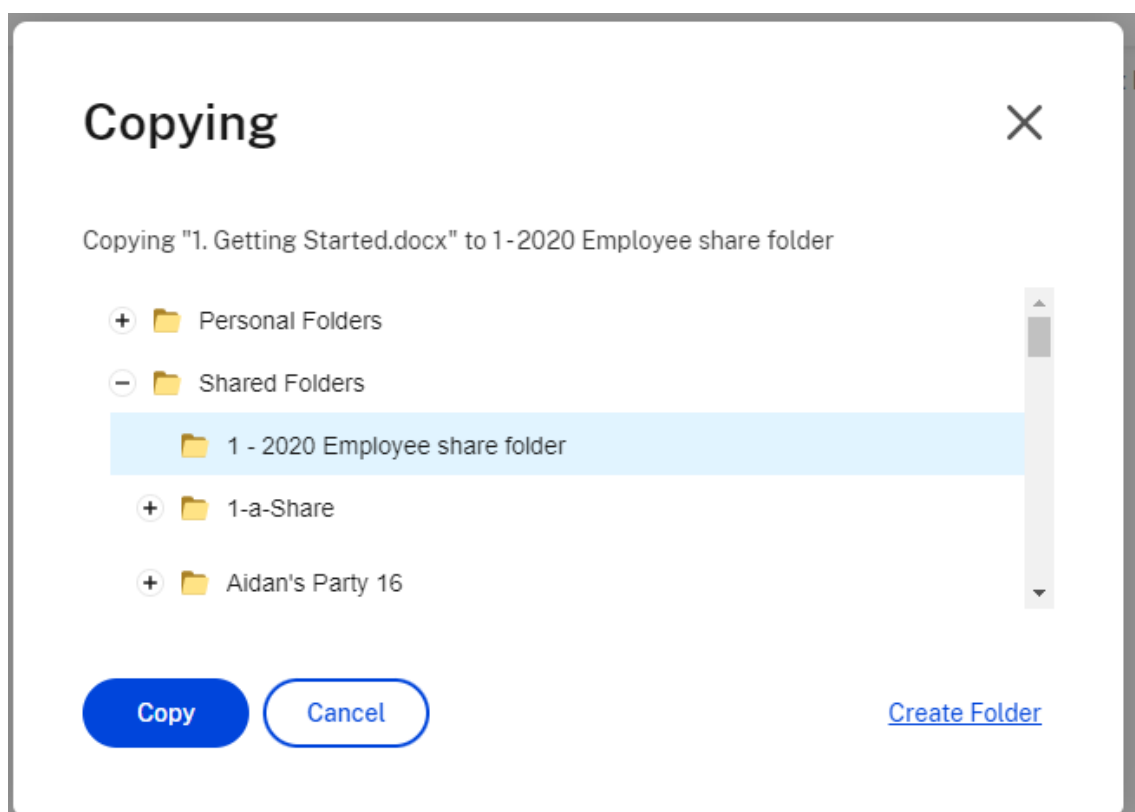 Copying
Copying "1. Getting Started.docx" to 1-2020 Employee share folder
Personal Folders
Shared Folders
1 - 2020 Employee share folder
1-a-Share
Aidan's Party 16
Copy Cancel Create Folder